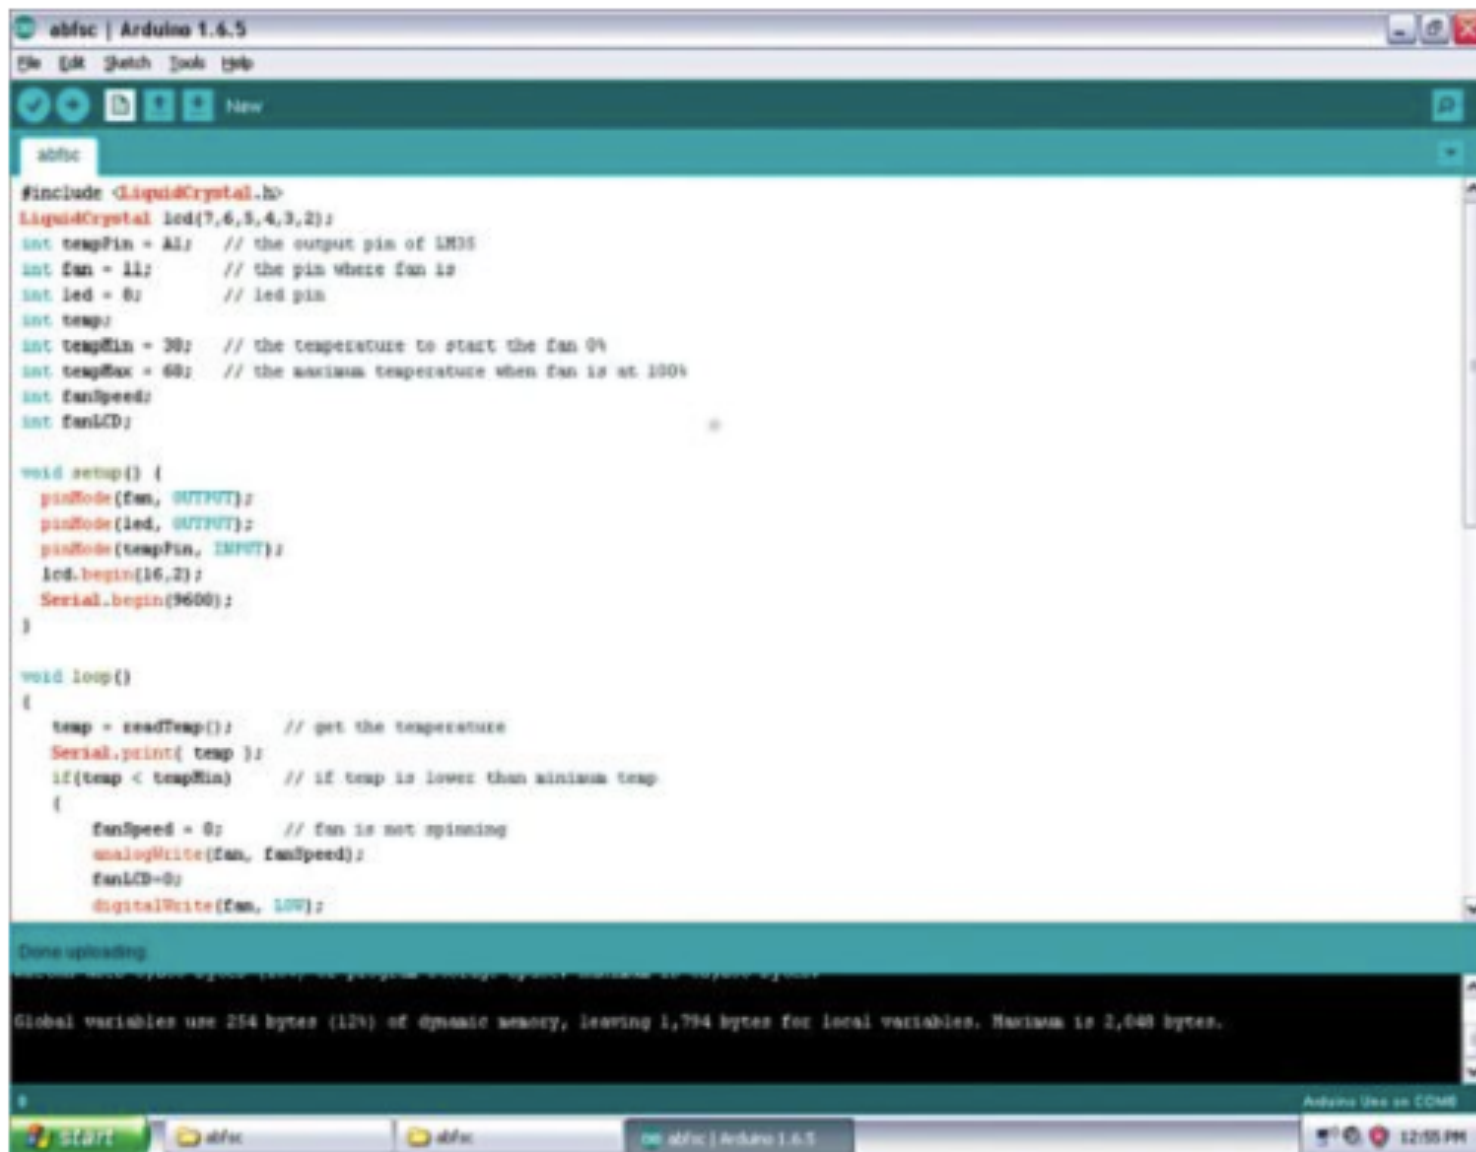 abfsc | Arduino 1.6.5
File Edit Sketch Tools Help
New
abfsc
#include <LiquidCrystal.h>
LiquidCrystal lcd(7,6,5,4,3,2);
int tempPin = A1;   // the output pin of LM35
int fan = 11;       // the pin where fan is
int led = 8;        // led pin
int temp;
int tempMin = 30;   // the temperature to start the fan 0%
int tempMax = 60;   // the maximum temperature when fan is at 100%
int fanSpeed;
int fanLCD;
void setup() {
pinMode(fan, OUTPUT);
pinMode(led, OUTPUT);
pinMode(tempPin, INPUT);
lcd.begin(16,2);
Serial.begin(9600);
}
void loop()
{
temp = readTemp();     // get the temperature
Serial.print( temp );
if(temp < tempMin)     // if temp is lower than minimum temp
{
fanSpeed = 0;      // fan is not spinning
analogWrite(fan, fanSpeed);
fanLCD=0;
digitalWrite(fan, LOW);
Done uploading.
Global variables use 254 bytes (12%) of dynamic memory, leaving 1,794 bytes for local variables. Maximum is 2,048 bytes.
Arduino Uno on COM8
start abfsc abfsc abfsc | Arduino 1.6.5 12:55 PM